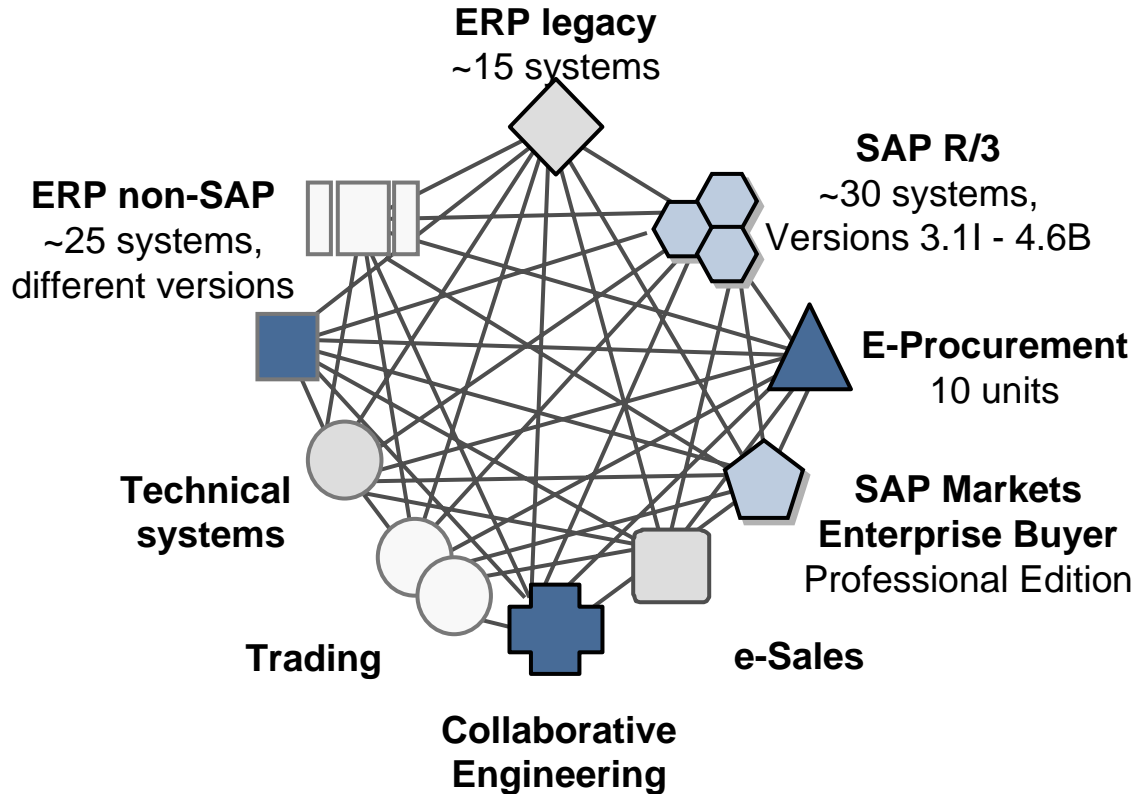 ERP legacy
~15 systems
SAP R/3
~30 systems,
Versions 3.1I - 4.6B
ERP non-SAP
~25 systems,
different versions
E-Procurement
10 units
Technical
systems
SAP Markets
Enterprise Buyer
Professional Edition
Trading
e-Sales
Collaborative
Engineering